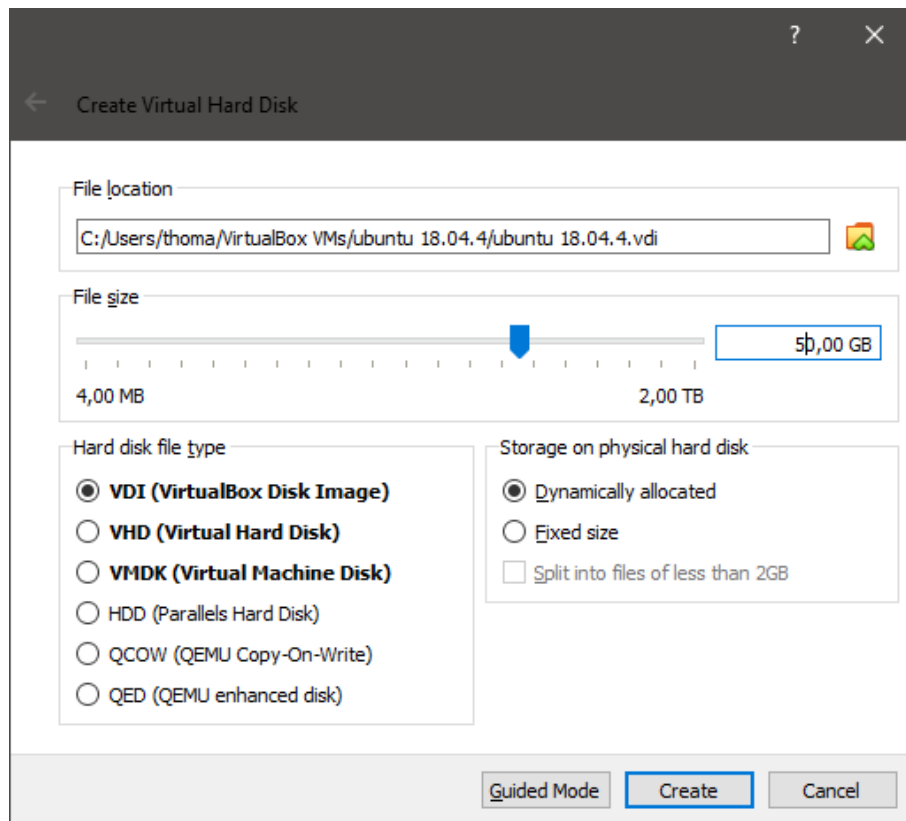 ?
Create Virtual Hard Disk
File location
C:/Users/thoma/VirtualBox VMs/ubuntu 18.04.4/ubuntu 18.04.4.vdi
File size
50,00 GB
4,00 MB 2,00 TB
Hard disk file type
VDI (VirtualBox Disk Image)
VHD (Virtual Hard Disk)
VMDK (Virtual Machine Disk)
HDD (Parallels Hard Disk)
QCOW (QEMU Copy-On-Write)
QED (QEMU enhanced disk)
Storage on physical hard disk
Dynamically allocated
Fixed size
Split into files of less than 2GB
Guided Mode Create Cancel